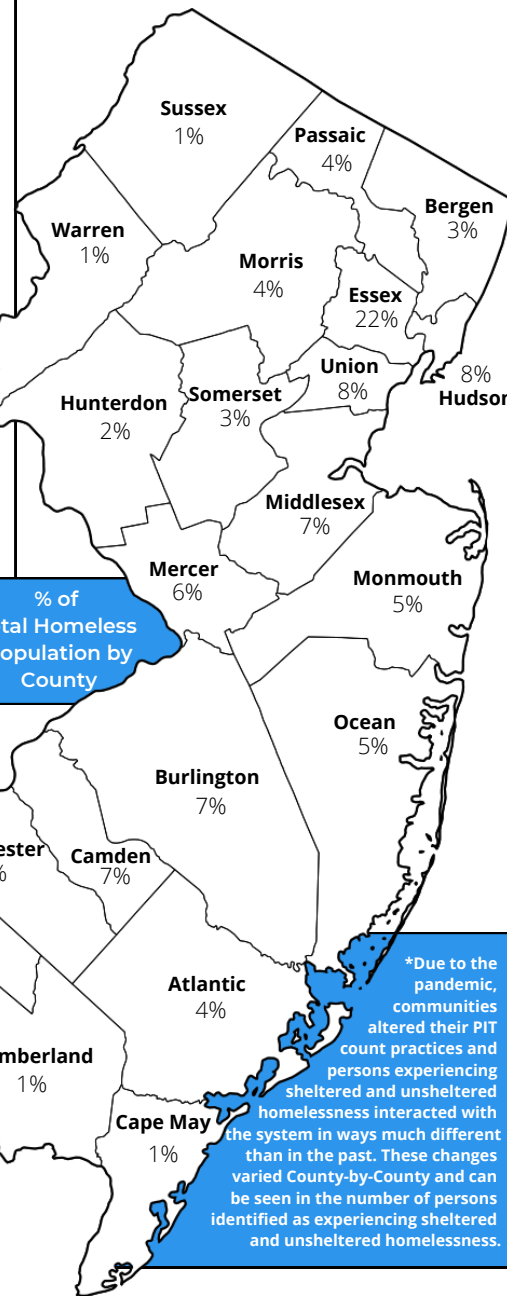 Sussex
1%
Passaic
4%
Bergen
3%
Warren
1%
Morris
4%
Essex
22%
Union
8%
8%
Hudson
Hunterdon
2%
Somerset
3%
Middlesex
7%
Mercer
6%
Monmouth
5%
% of
tal Homeless
opulation by
County
Ocean
5%
Burlington
7%
ester
%
Camden
7%
Atlantic
4%
mberland
1%
Cape May
1%
*Due to the
pandemic,
communities
altered their PIT
count practices and
persons experiencing
sheltered and unsheltered
homelessness interacted with
the system in ways much different
than in the past. These changes
varied County-by-County and can
be seen in the number of persons
identified as experiencing sheltered
and unsheltered homelessness.